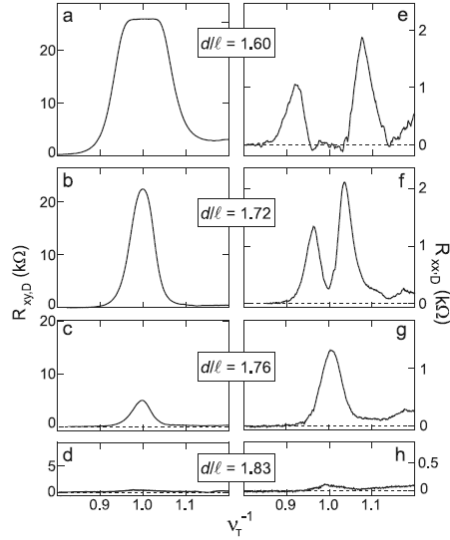 a
e
20
10
0
d/ℓ = 1.60
2
1
0
b
f
20
10
0
d/ℓ = 1.72
2
1
0
c
g
20
10
0
d/ℓ = 1.76
1
0
d
h
5
0
d/ℓ = 1.83
0.5
0
0.9 1.0 1.1
0.9 1.0 1.1
R_xy,D (kΩ)
R_xx,D (kΩ)
ν_T^-1